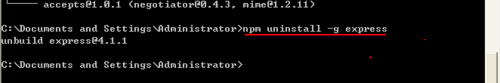 └── accepts@1.0.1 (negotiator@0.4.3, mime@1.2.11)
C:\Documents and Settings\Administrator>npm uninstall -g express
unbuild express@4.1.1
C:\Documents and Settings\Administrator>